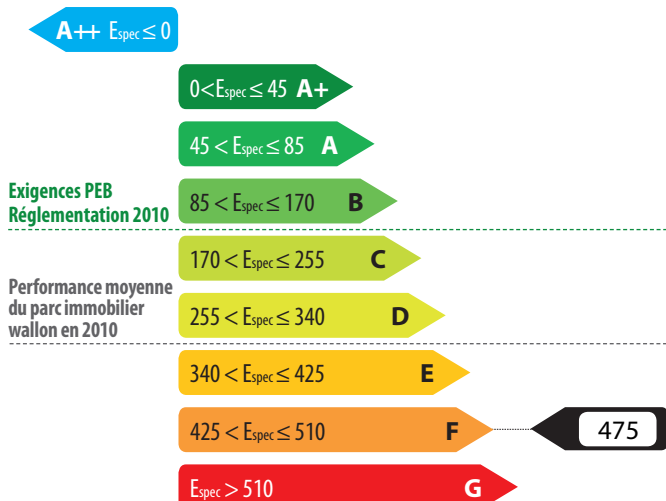 A++ Espec ≤ 0
0<Espec ≤ 45 A+
45 < Espec ≤ 85 A
Exigences PEB
Réglementation 2010
85 < Espec ≤ 170 B
170 < Espec ≤ 255 C
Performance moyenne
du parc immobilier
wallon en 2010
255 < Espec ≤ 340 D
340 < Espec ≤ 425 E
425 < Espec ≤ 510 F
475
Espec > 510 G